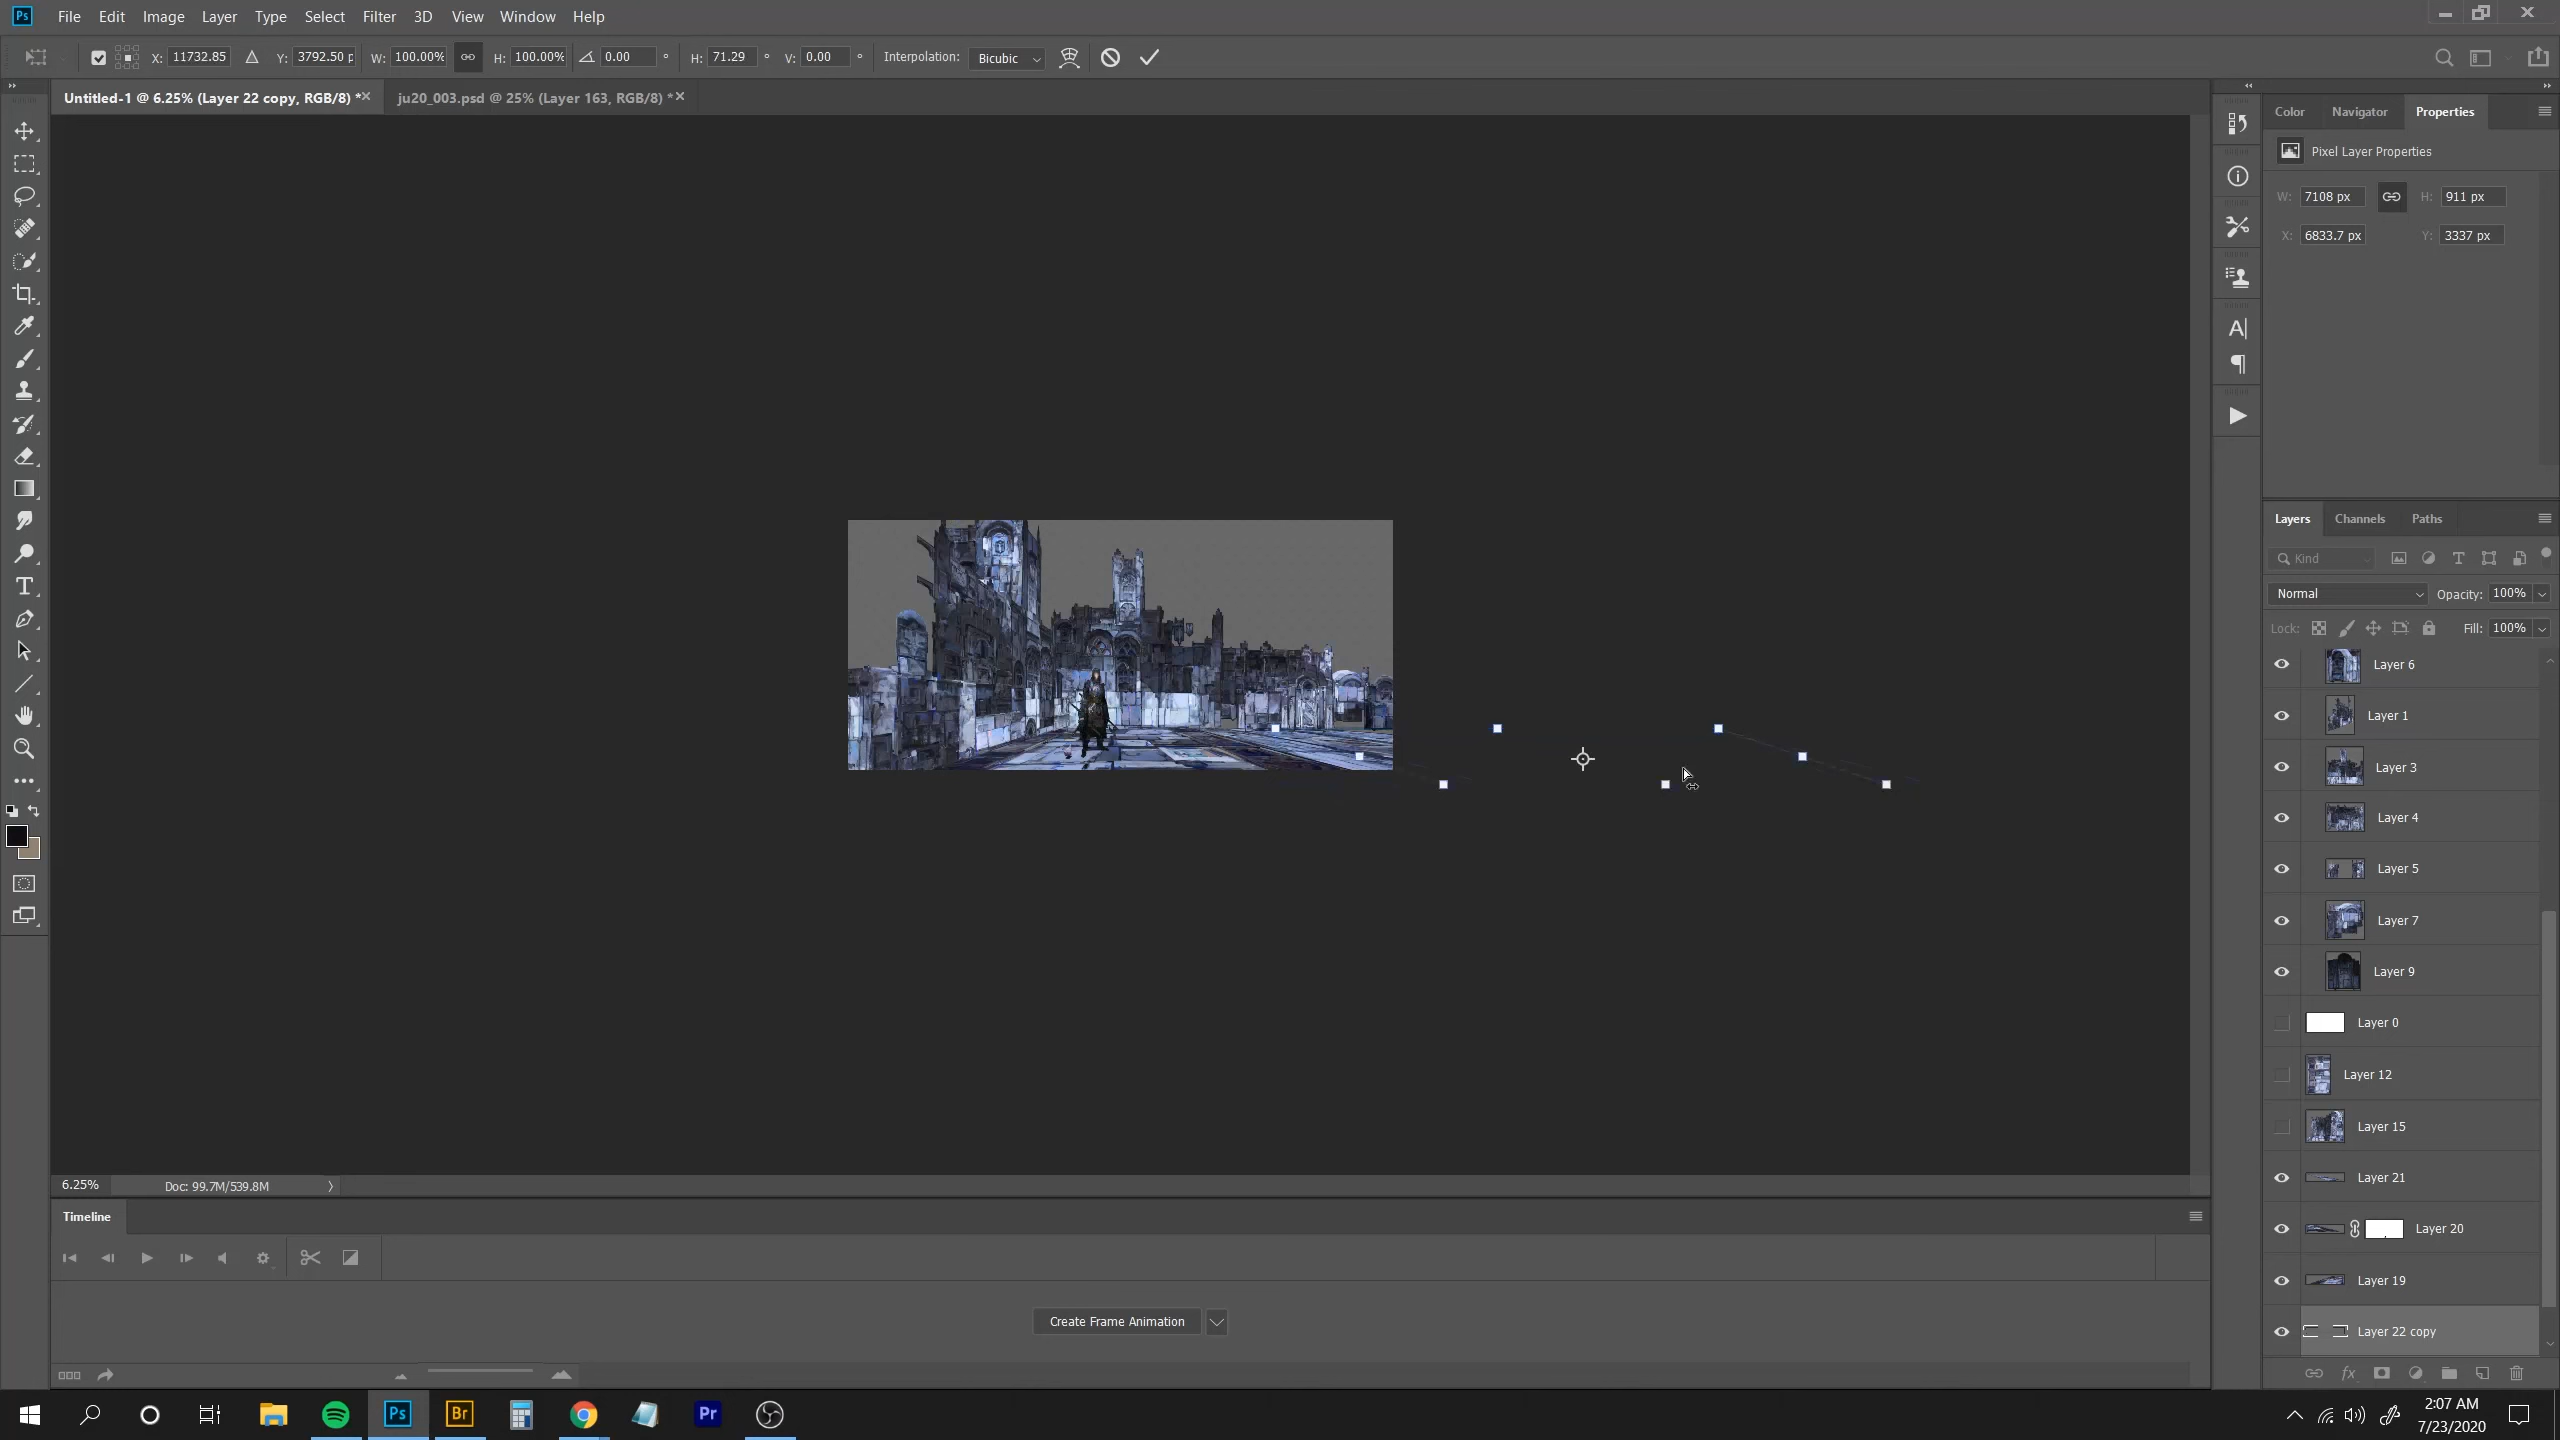 Ps File Edit Image Layer Type Select Filter 3D View Window Help
X: 11732.85 Y: 3792.50 p W: 100.00% H: 100.00% 0.00 ° H: 71.29 ° V: 0.00 ° Interpolation: Bicubic
Untitled-1 @ 6.25% (Layer 22 copy, RGB/8) * ju20_003.psd @ 25% (Layer 163, RGB/8) *
Color Navigator Properties
Pixel Layer Properties
W: 7108 px H: 911 px
X: 6833.7 px Y: 3337 px
Layers Channels Paths
Kind
Normal Opacity: 100%
Lock: Fill: 100%
Layer 6
Layer 1
Layer 3
Layer 4
Layer 5
Layer 7
Layer 9
Layer 0
Layer 12
Layer 15
Layer 21
Layer 20
Layer 19
Layer 22 copy
6.25% Doc: 99.7M/539.8M
Timeline
Create Frame Animation
Ps Br Pr
2:07 AM
7/23/2020